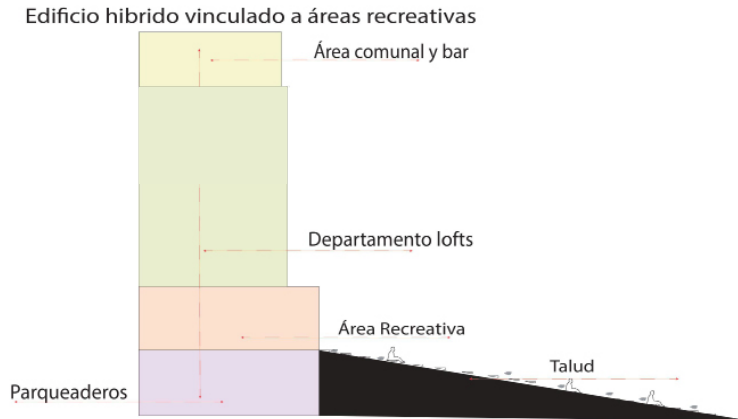 Edificio hibrido vinculado a áreas recreativas
Área comunal y bar
Departamento lofts
Área Recreativa
Talud
Parqueaderos